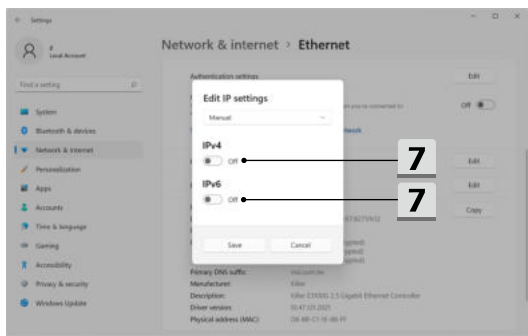 Settings
Local Account
Find a setting
System
Bluetooth & devices
Network & internet
Personalization
Apps
Accounts
Time & language
Gaming
Accessibility
Privacy & security
Windows Update
Network & internet > Ethernet
Authentication settings
Edit
Off
Edit IP settings
Manual
IPv4
Off
7
IPv6
Off
7
Save
Cancel
Edit
Edit
Copy
Primary DNS suffix:
Manufacturer:
Description:
Driver version:
Physical address (MAC):